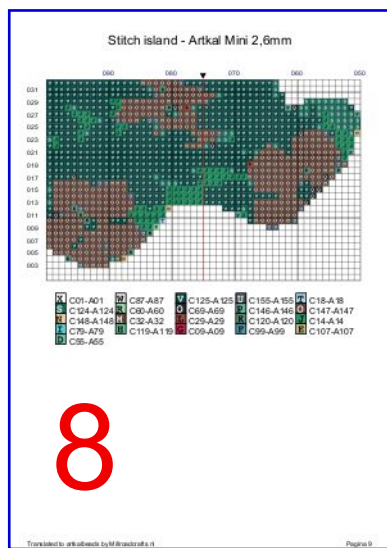 Stitch island - Artkal Mini 2,6mm
090 080 070 060 050
031
029
027
025
023
021
019
017
015
013
011
009
007
005
003
X C01-A01 W C87-A87 V C125-A125 U C155-A155 T C18-A18
S C124-A124 R C60-A60 O C69-A69 P C146-A146 O C147-A147
N C148-A148 M C32-A32 L C29-A29 K C120-A120 J C14-A14
I C79-A79 H C119-A119 G C09-A09 F C99-A99 E C107-A107
D C55-A55
8
Translated to artkalbeads by Mifinascrafts.nl Pagina 9